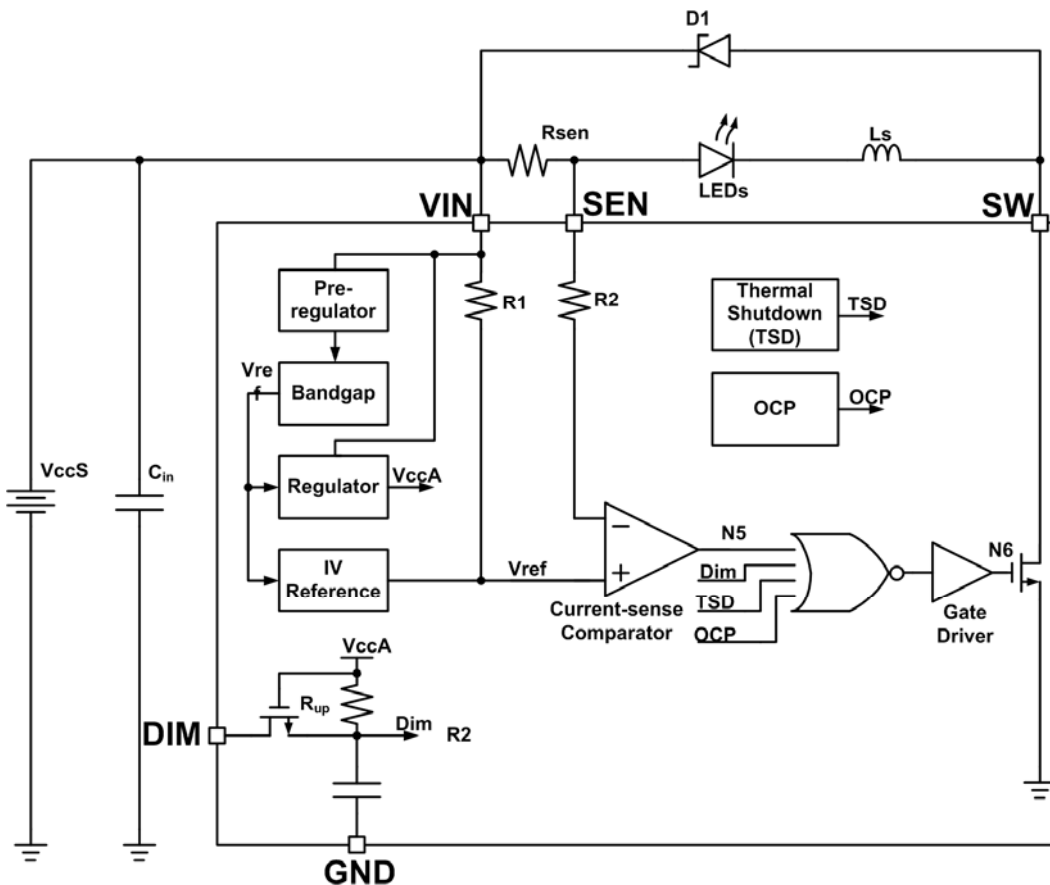 D1
Rsen
LEDs
Ls
VIN
SEN
SW
Pre-
regulator
R1
R2
Thermal
Shutdown
(TSD)
TSD
Vre
f
Bandgap
OCP
OCP
VccS
Cin
Regulator
VccA
IV
Reference
Vref
−
+
Current-sense
Comparator
N5
Dim
TSD
OCP
N6
Gate
Driver
VccA
Rup
DIM
Dim
R2
GND